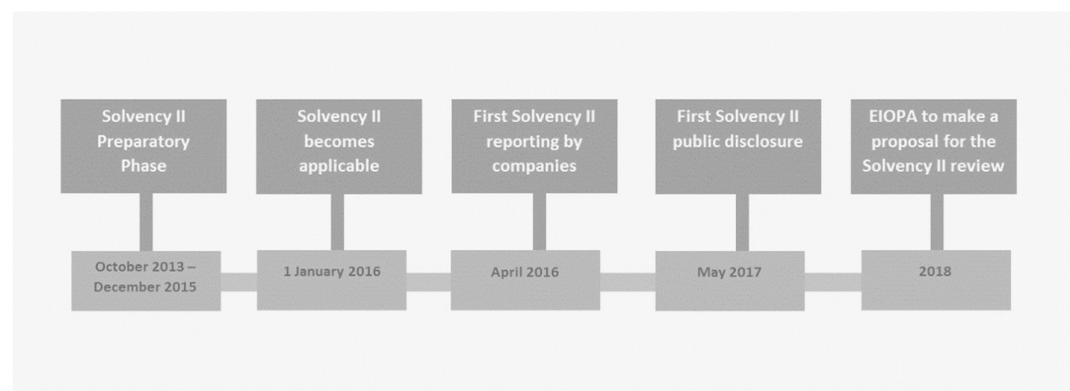 Solvency II
Preparatory
Phase
Solvency II
becomes
applicable
First Solvency II
reporting by
companies
First Solvency II
public disclosure
EIOPA to make a
proposal for the
Solvency II review
October 2013 –
December 2015
1 January 2016
April 2016
May 2017
2018